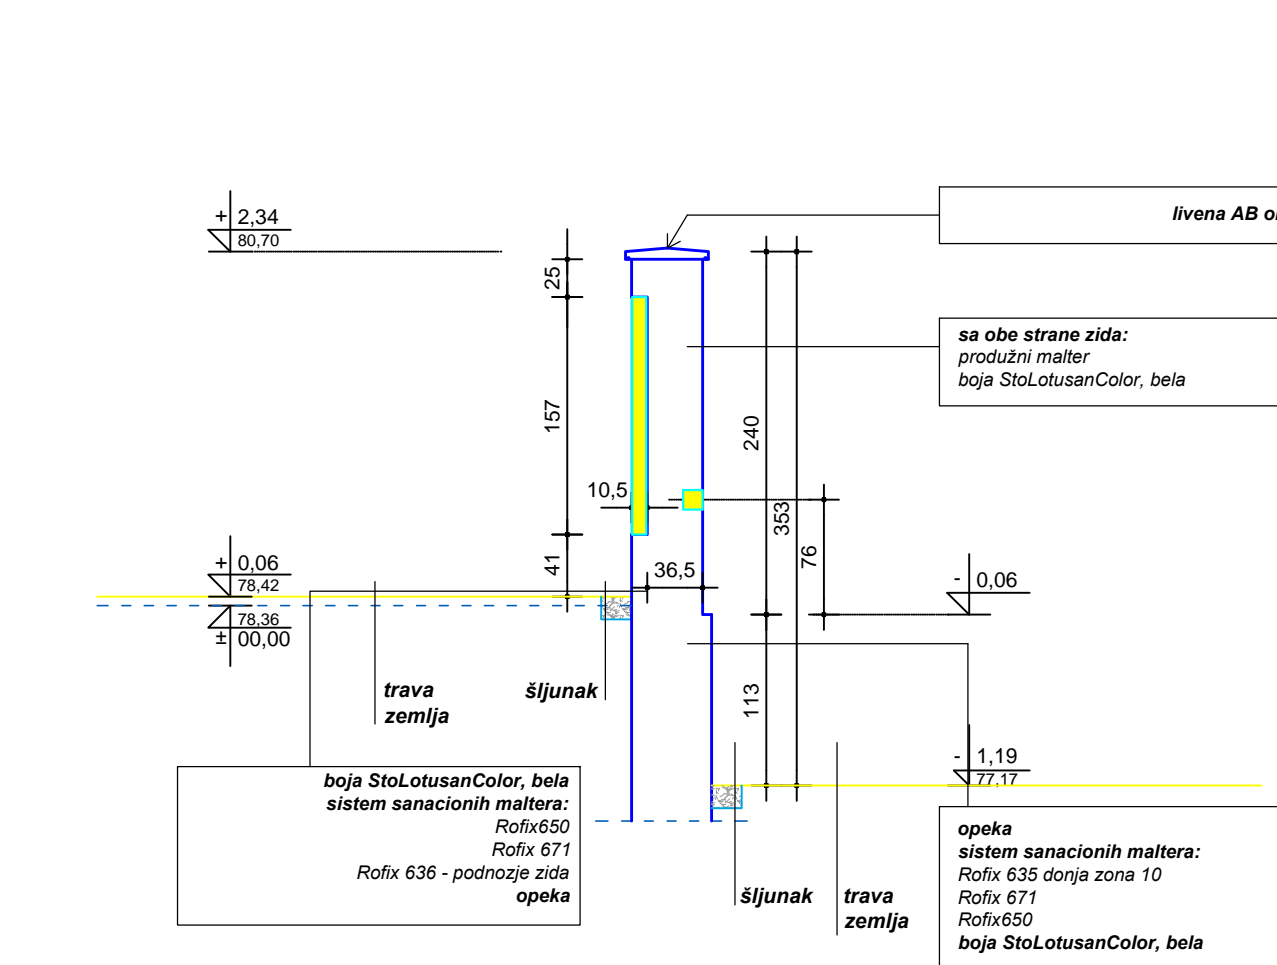 + 2,34
80,70
livena AB
25
sa obe strane zida:
produžni malter
boja StoLotusanColor, bela
157
240
10,5
353
76
41
36,5
+ 0,06
78,42
78,36
± 00,00
- 0,06
trava
zemlja
šljunak
113
- 1,19
77,17
boja StoLotusanColor, bela
sistem sanacionih maltera:
Rofix650
Rofix 671
Rofix 636 - podnozje zida
opeka
šljunak
trava
zemlja
opeka
sistem sanacionih maltera:
Rofix 635 donja zona 10
Rofix 671
Rofix650
boja StoLotusanColor, bela